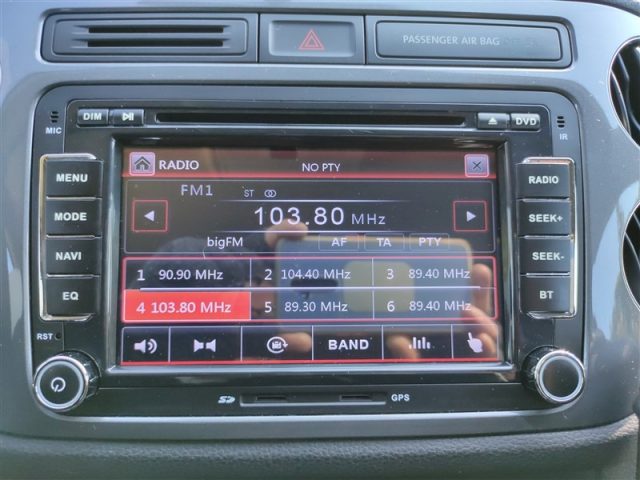 PASSENGER AIR BAG
DIM
DVD
MIC
IR
MENU
MODE
NAVI
EQ
RST
RADIO
NO PTY
FM1
ST
103.80 MHz
bigFM
AF TA PTY
1 90.90 MHz 2 104.40 MHz 3 89.40 MHz
4 103.80 MHz 5 89.30 MHz 6 89.40 MHz
BAND
RADIO
SEEK+
SEEK-
BT
SD
GPS